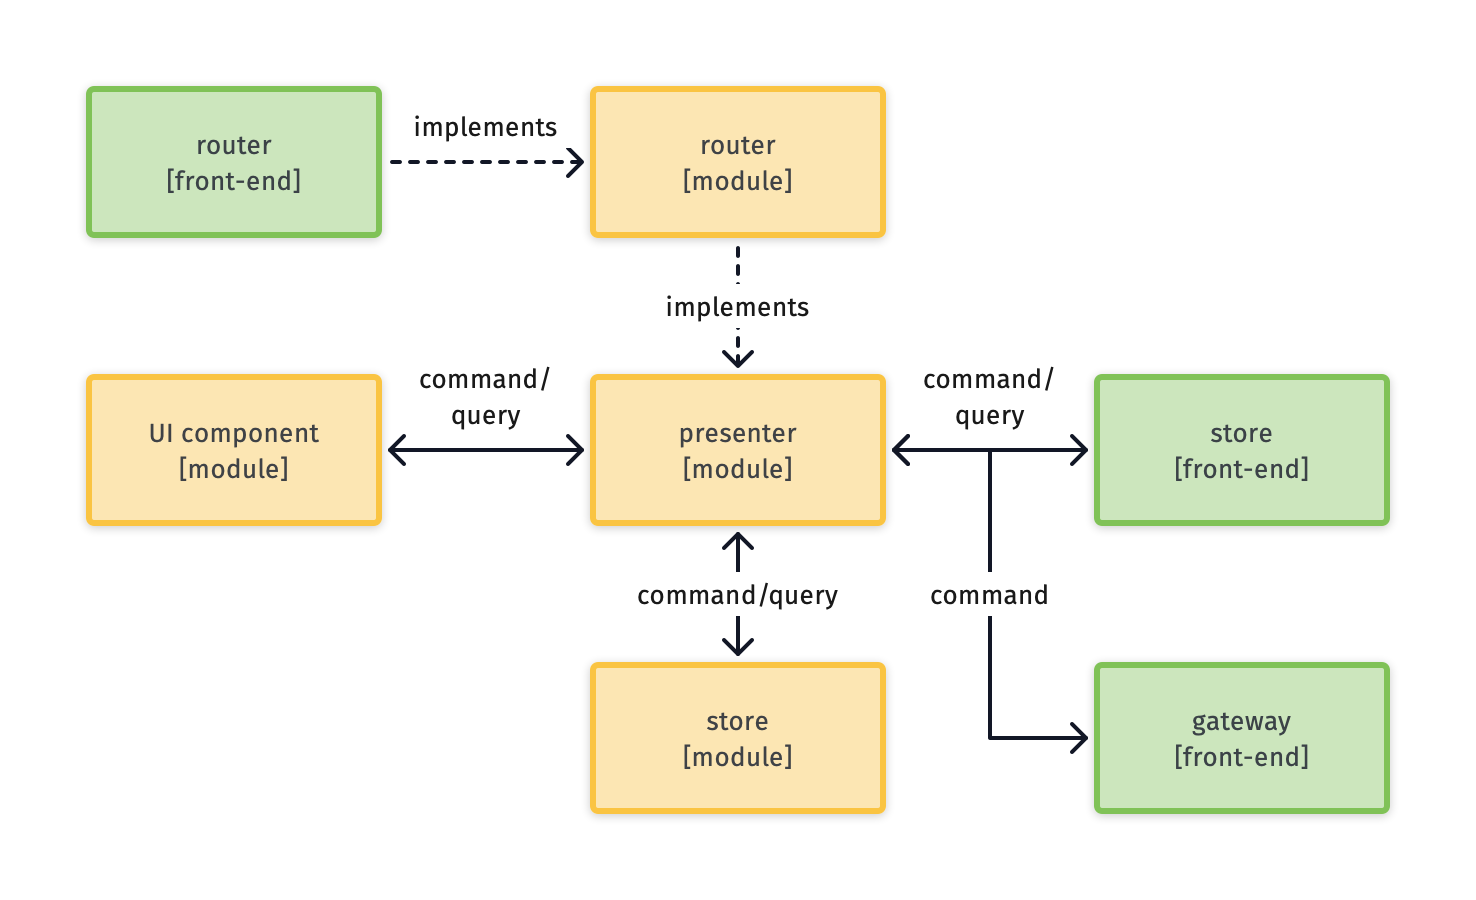 router
[front-end]
implements
router
[module]
implements
UI component
[module]
command/
query
presenter
[module]
command/
query
store
[front-end]
command/query
command
store
[module]
gateway
[front-end]